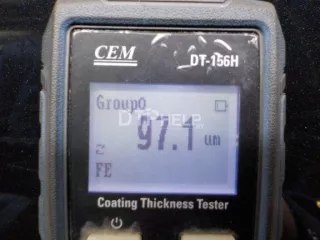 CEM
DT-156H
Group0
97.1 um
FE
Coating Thickness Tester